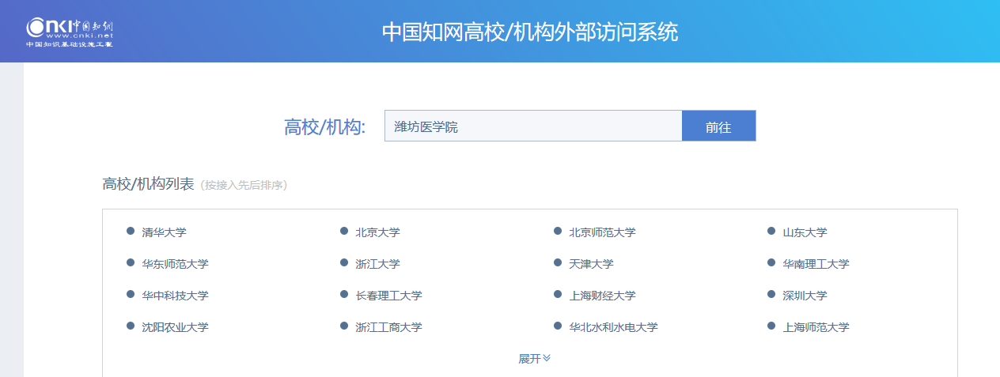 cnki中国知网
www.cnki.net
中国知识基础设施工程
中国知网高校/机构外部访问系统
高校/机构: 潍坊医学院 前往
高校/机构列表 (按接入先后排序)
清华大学 北京大学 北京师范大学 山东大学
华东师范大学 浙江大学 天津大学 华南理工大学
华中科技大学 长春理工大学 上海财经大学 深圳大学
沈阳农业大学 浙江工商大学 华北水利水电大学 上海师范大学
展开